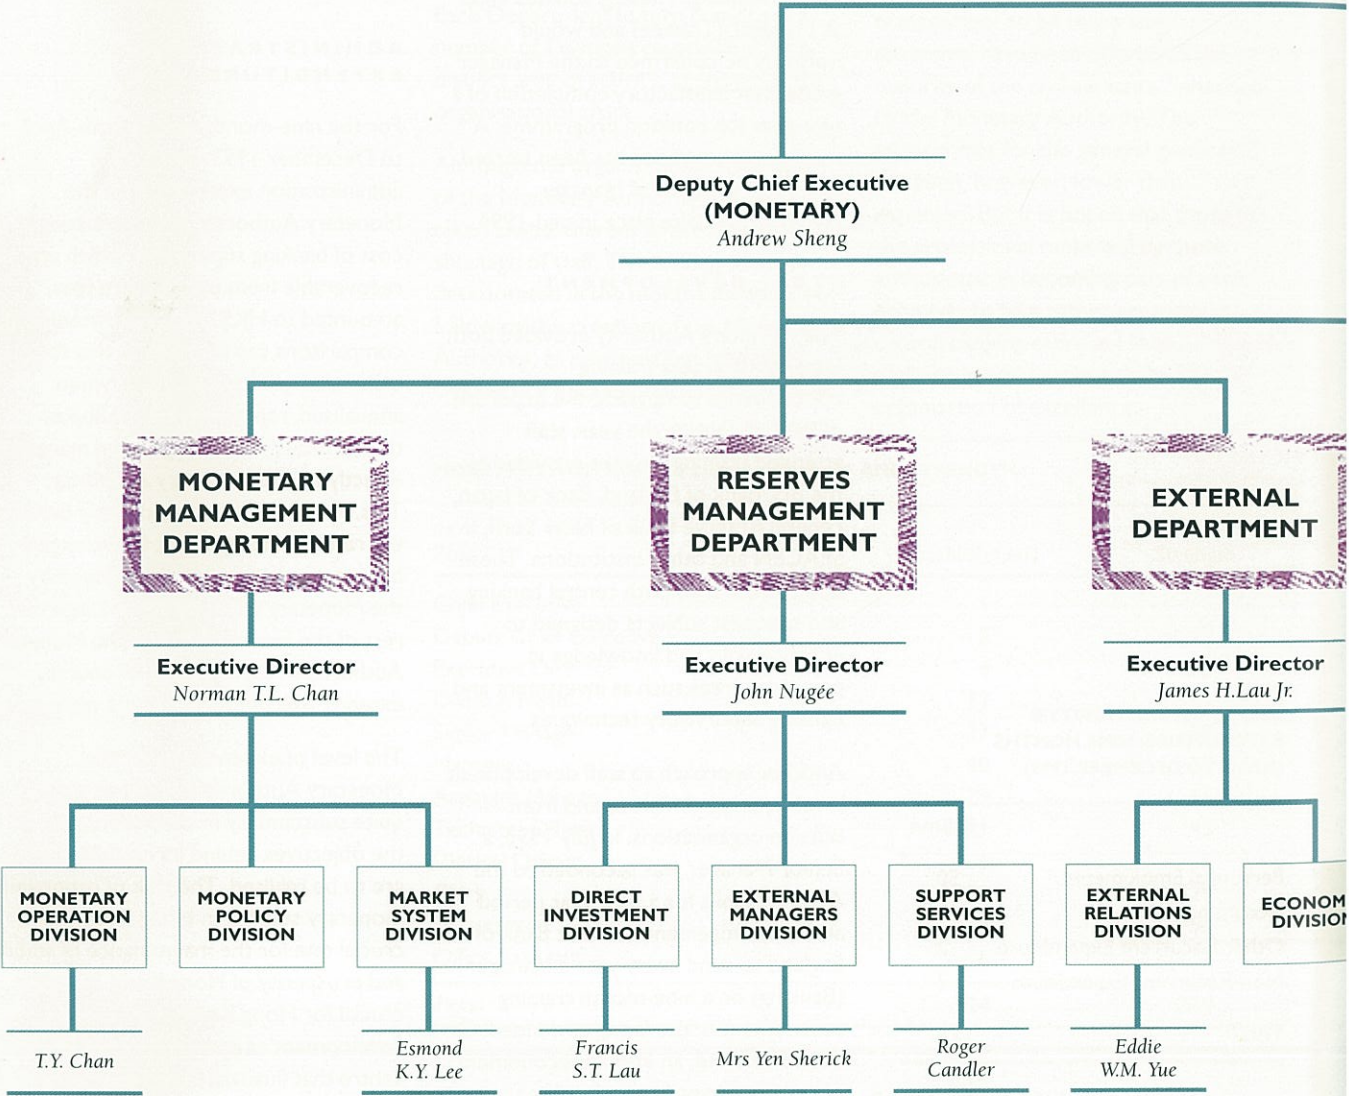 Deputy Chief Executive
(MONETARY)
Andrew Sheng
MONETARY
MANAGEMENT
DEPARTMENT
RESERVES
MANAGEMENT
DEPARTMENT
EXTERNAL
DEPARTMENT
Executive Director
Norman T.L. Chan
Executive Director
John Nugée
Executive Director
James H.Lau Jr.
MONETARY
OPERATION
DIVISION
MONETARY
POLICY
DIVISION
MARKET
SYSTEM
DIVISION
DIRECT
INVESTMENT
DIVISION
EXTERNAL
MANAGERS
DIVISION
SUPPORT
SERVICES
DIVISION
EXTERNAL
RELATIONS
DIVISION
ECONOM
DIVISION
T.Y. Chan
Esmond
K.Y. Lee
Francis
S.T. Lau
Mrs Yen Sherick
Roger
Candler
Eddie
W.M. Yue